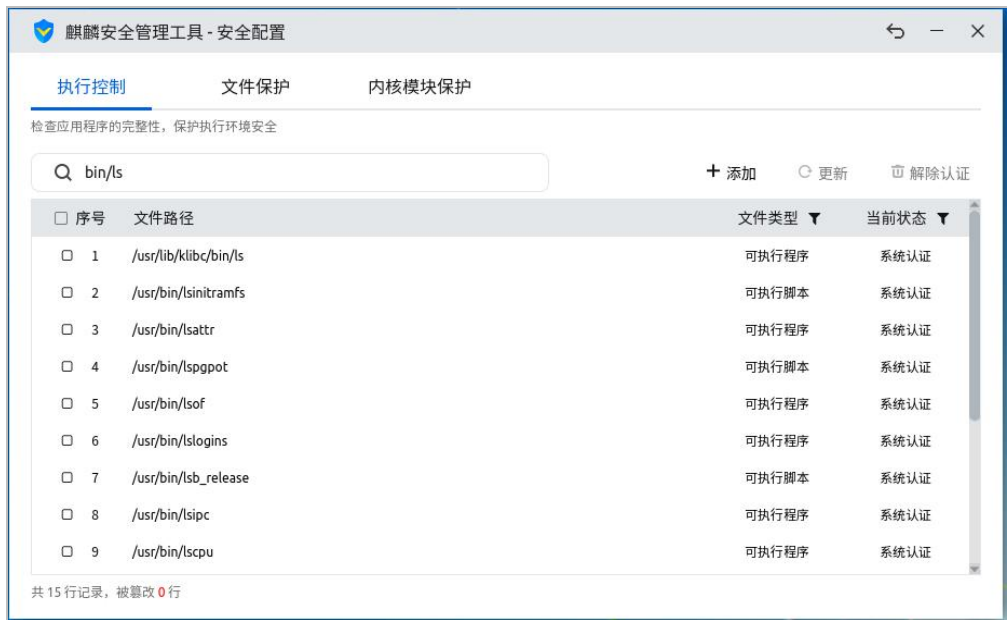 麒麟安全管理工具 - 安全配置
执行控制 文件保护 内核模块保护
检查应用程序的完整性，保护执行环境安全
bin/ls 添加 更新 解除认证
序号 文件路径 文件类型 当前状态
1 /usr/lib/klibc/bin/ls 可执行程序 系统认证
2 /usr/bin/lsinitramfs 可执行脚本 系统认证
3 /usr/bin/lsattr 可执行程序 系统认证
4 /usr/bin/lspgpot 可执行脚本 系统认证
5 /usr/bin/lsof 可执行程序 系统认证
6 /usr/bin/lslogins 可执行程序 系统认证
7 /usr/bin/lsb_release 可执行脚本 系统认证
8 /usr/bin/lsipc 可执行程序 系统认证
9 /usr/bin/lscpu 可执行程序 系统认证
共 15 行记录，被篡改 0 行